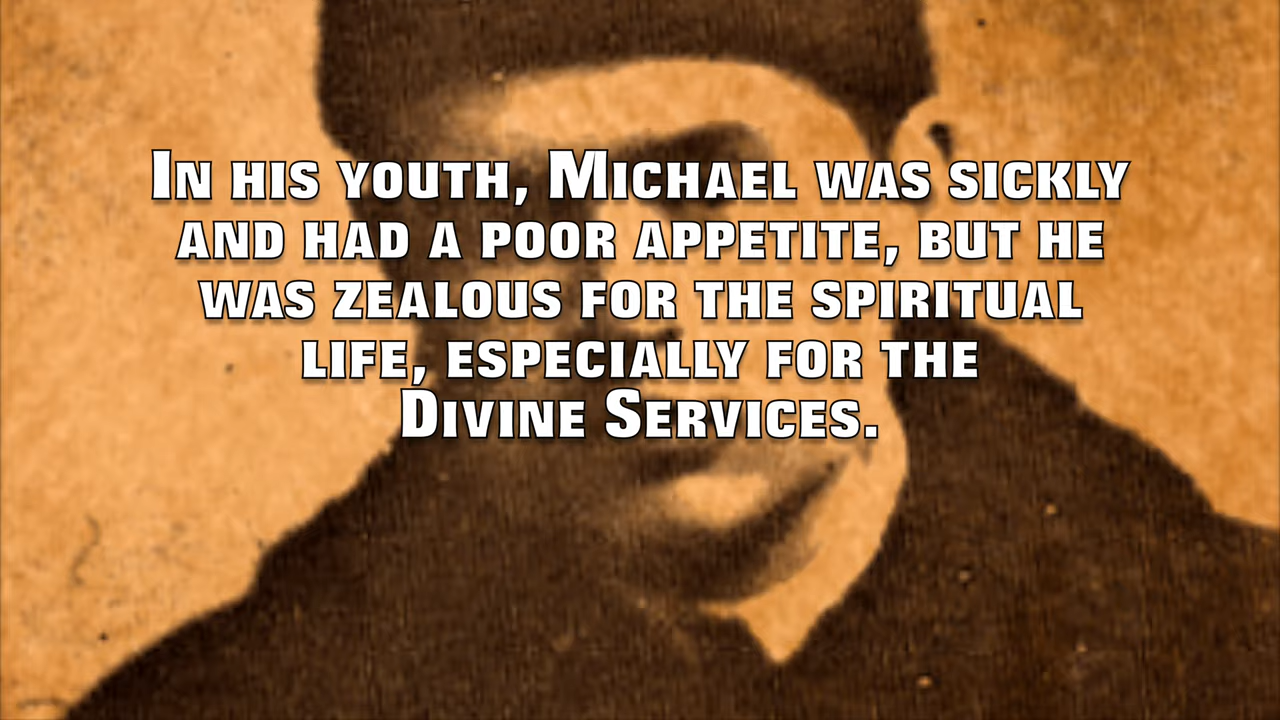 In his youth, Michael was sickly
and had a poor appetite, but he
was zealous for the spiritual
life, especially for the
Divine Services.